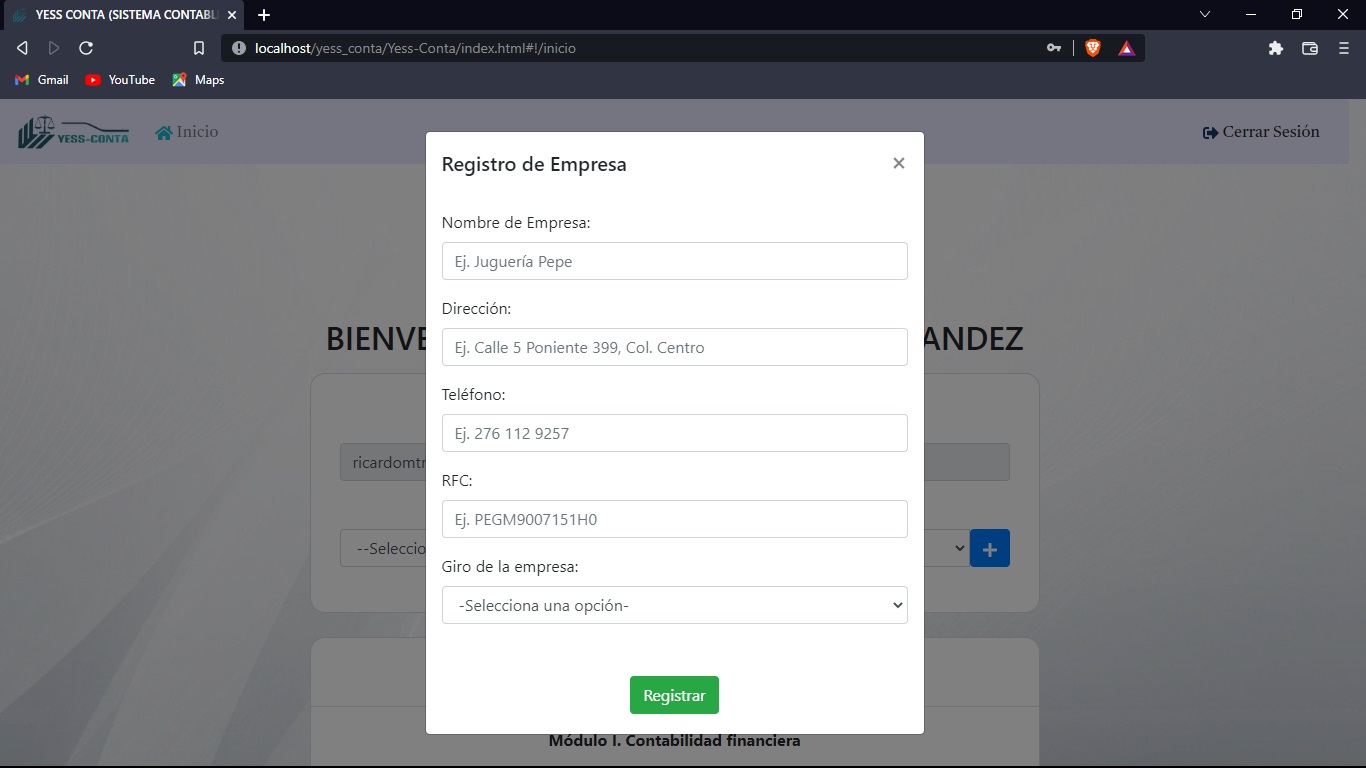 YESS CONTA (SISTEMA CONTABL
localhost/yess_conta/Yess-Conta/index.html#!/inicio
Gmail YouTube Maps
YESS-CONTA Inicio Cerrar Sesión
Registro de Empresa
Nombre de Empresa:
Ej. Juguería Pepe
Dirección:
Ej. Calle 5 Poniente 399, Col. Centro
BIENVE ANDEZ
Teléfono:
Ej. 276 112 9257
ricardomtr
RFC:
Ej. PEGM9007151H0
--Seleccio
Giro de la empresa:
-Selecciona una opción-
Registrar
Módulo I. Contabilidad financiera